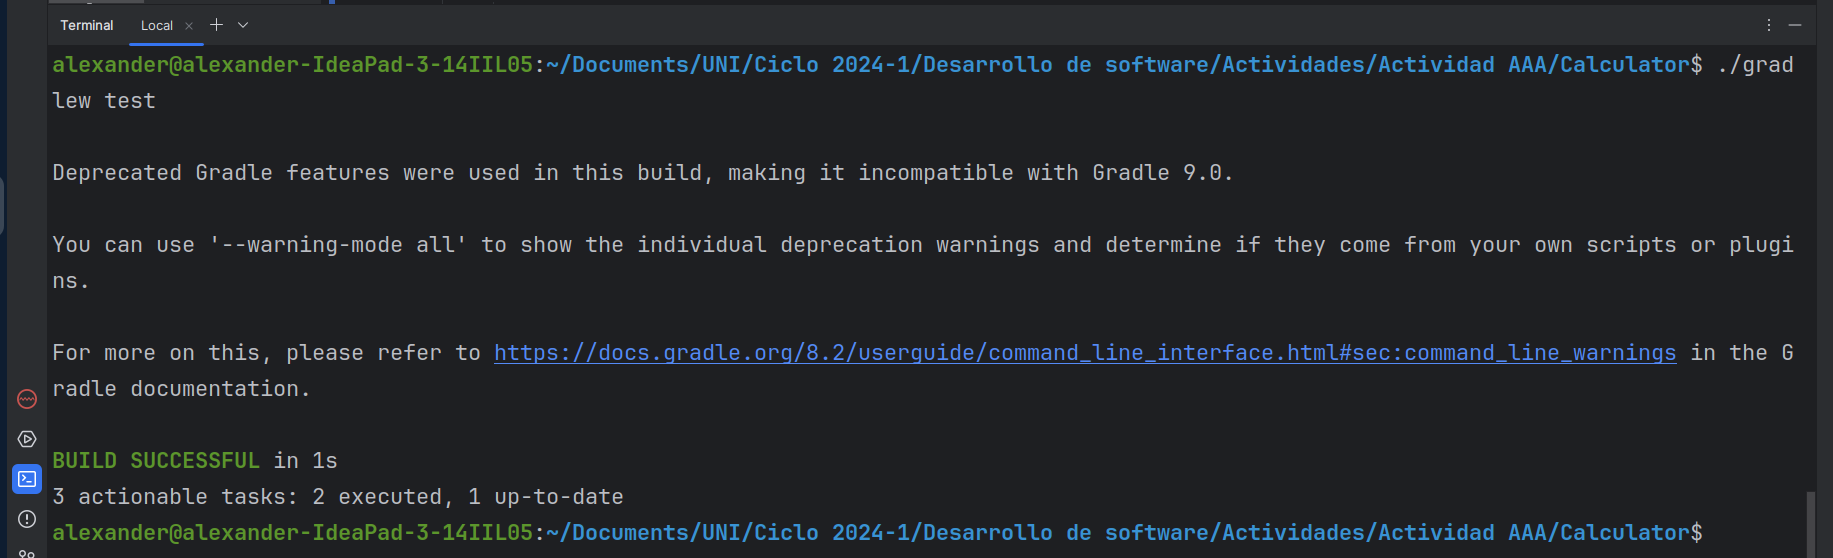 Terminal Local
alexander@alexander-IdeaPad-3-14IIL05:~/Documents/UNI/Ciclo 2024-1/Desarrollo de software/Actividades/Actividad AAA/Calculator$ ./grad
lew test
Deprecated Gradle features were used in this build, making it incompatible with Gradle 9.0.
You can use '--warning-mode all' to show the individual deprecation warnings and determine if they come from your own scripts or plugi
ns.
For more on this, please refer to https://docs.gradle.org/8.2/userguide/command_line_interface.html#sec:command_line_warnings in the G
radle documentation.
BUILD SUCCESSFUL in 1s
3 actionable tasks: 2 executed, 1 up-to-date
alexander@alexander-IdeaPad-3-14IIL05:~/Documents/UNI/Ciclo 2024-1/Desarrollo de software/Actividades/Actividad AAA/Calculator$